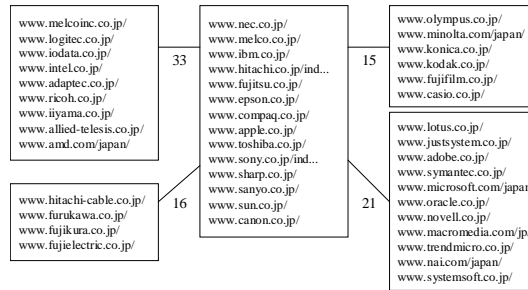 www.melcoinc.co.jp/
www.logitec.co.jp/
www.iodata.co.jp/
www.intel.co.jp/
www.adaptec.co.jp/
www.ricoh.co.jp/
www.iiyama.co.jp/
www.allied-telesis.co.jp/
www.amd.com/japan/
33
www.hitachi-cable.co.jp/
www.furukawa.co.jp/
www.fujikura.co.jp/
www.fujielectric.co.jp/
16
www.nec.co.jp/
www.melco.co.jp/
www.ibm.co.jp/
www.hitachi.co.jp/ind...
www.fujitsu.co.jp/
www.epson.co.jp/
www.compaq.co.jp/
www.apple.co.jp/
www.toshiba.co.jp/
www.sony.co.jp/ind...
www.sharp.co.jp/
www.sanyo.co.jp/
www.sun.co.jp/
www.canon.co.jp/
15
www.olympus.co.jp/
www.minolta.com/japan/
www.konica.co.jp/
www.kodak.co.jp/
www.fujifilm.co.jp/
www.casio.co.jp/
21
www.lotus.co.jp/
www.justsystem.co.jp/
www.adobe.co.jp/
www.symantec.co.jp/
www.microsoft.com/japan
www.oracle.co.jp/
www.novell.co.jp/
www.macromedia.com/jp/
www.trendmicro.co.jp/
www.nai.com/japan/
www.systemsoft.co.jp/